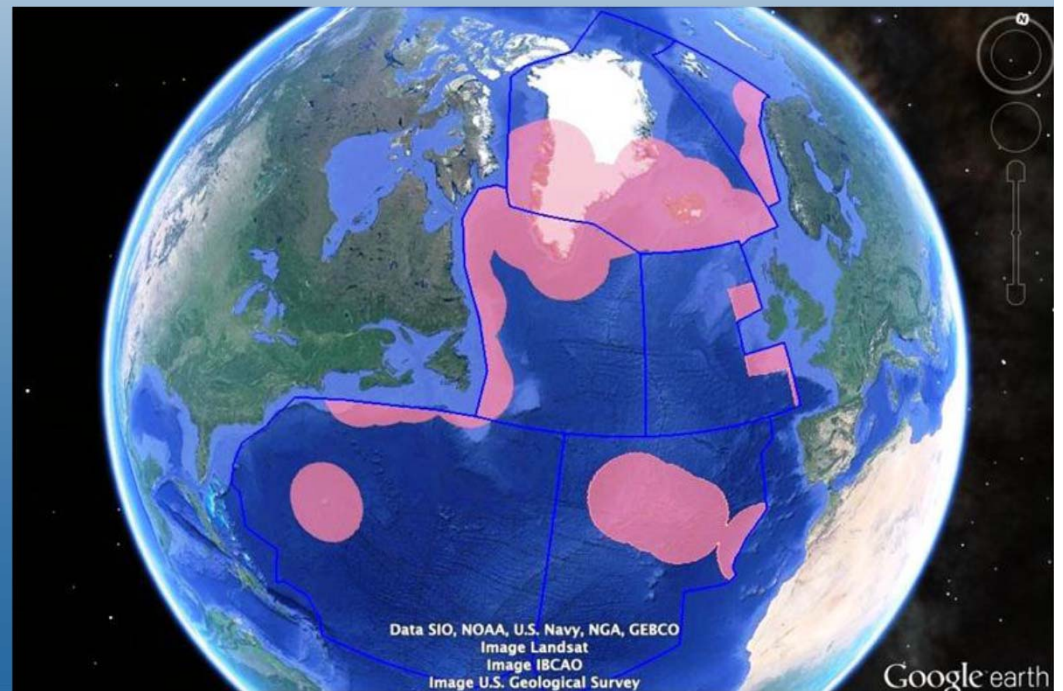 N
Data SIO, NOAA, U.S. Navy, NGA, GEBCO
Image Landsat
Image IBCAO
Image U.S. Geological Survey
Google earth